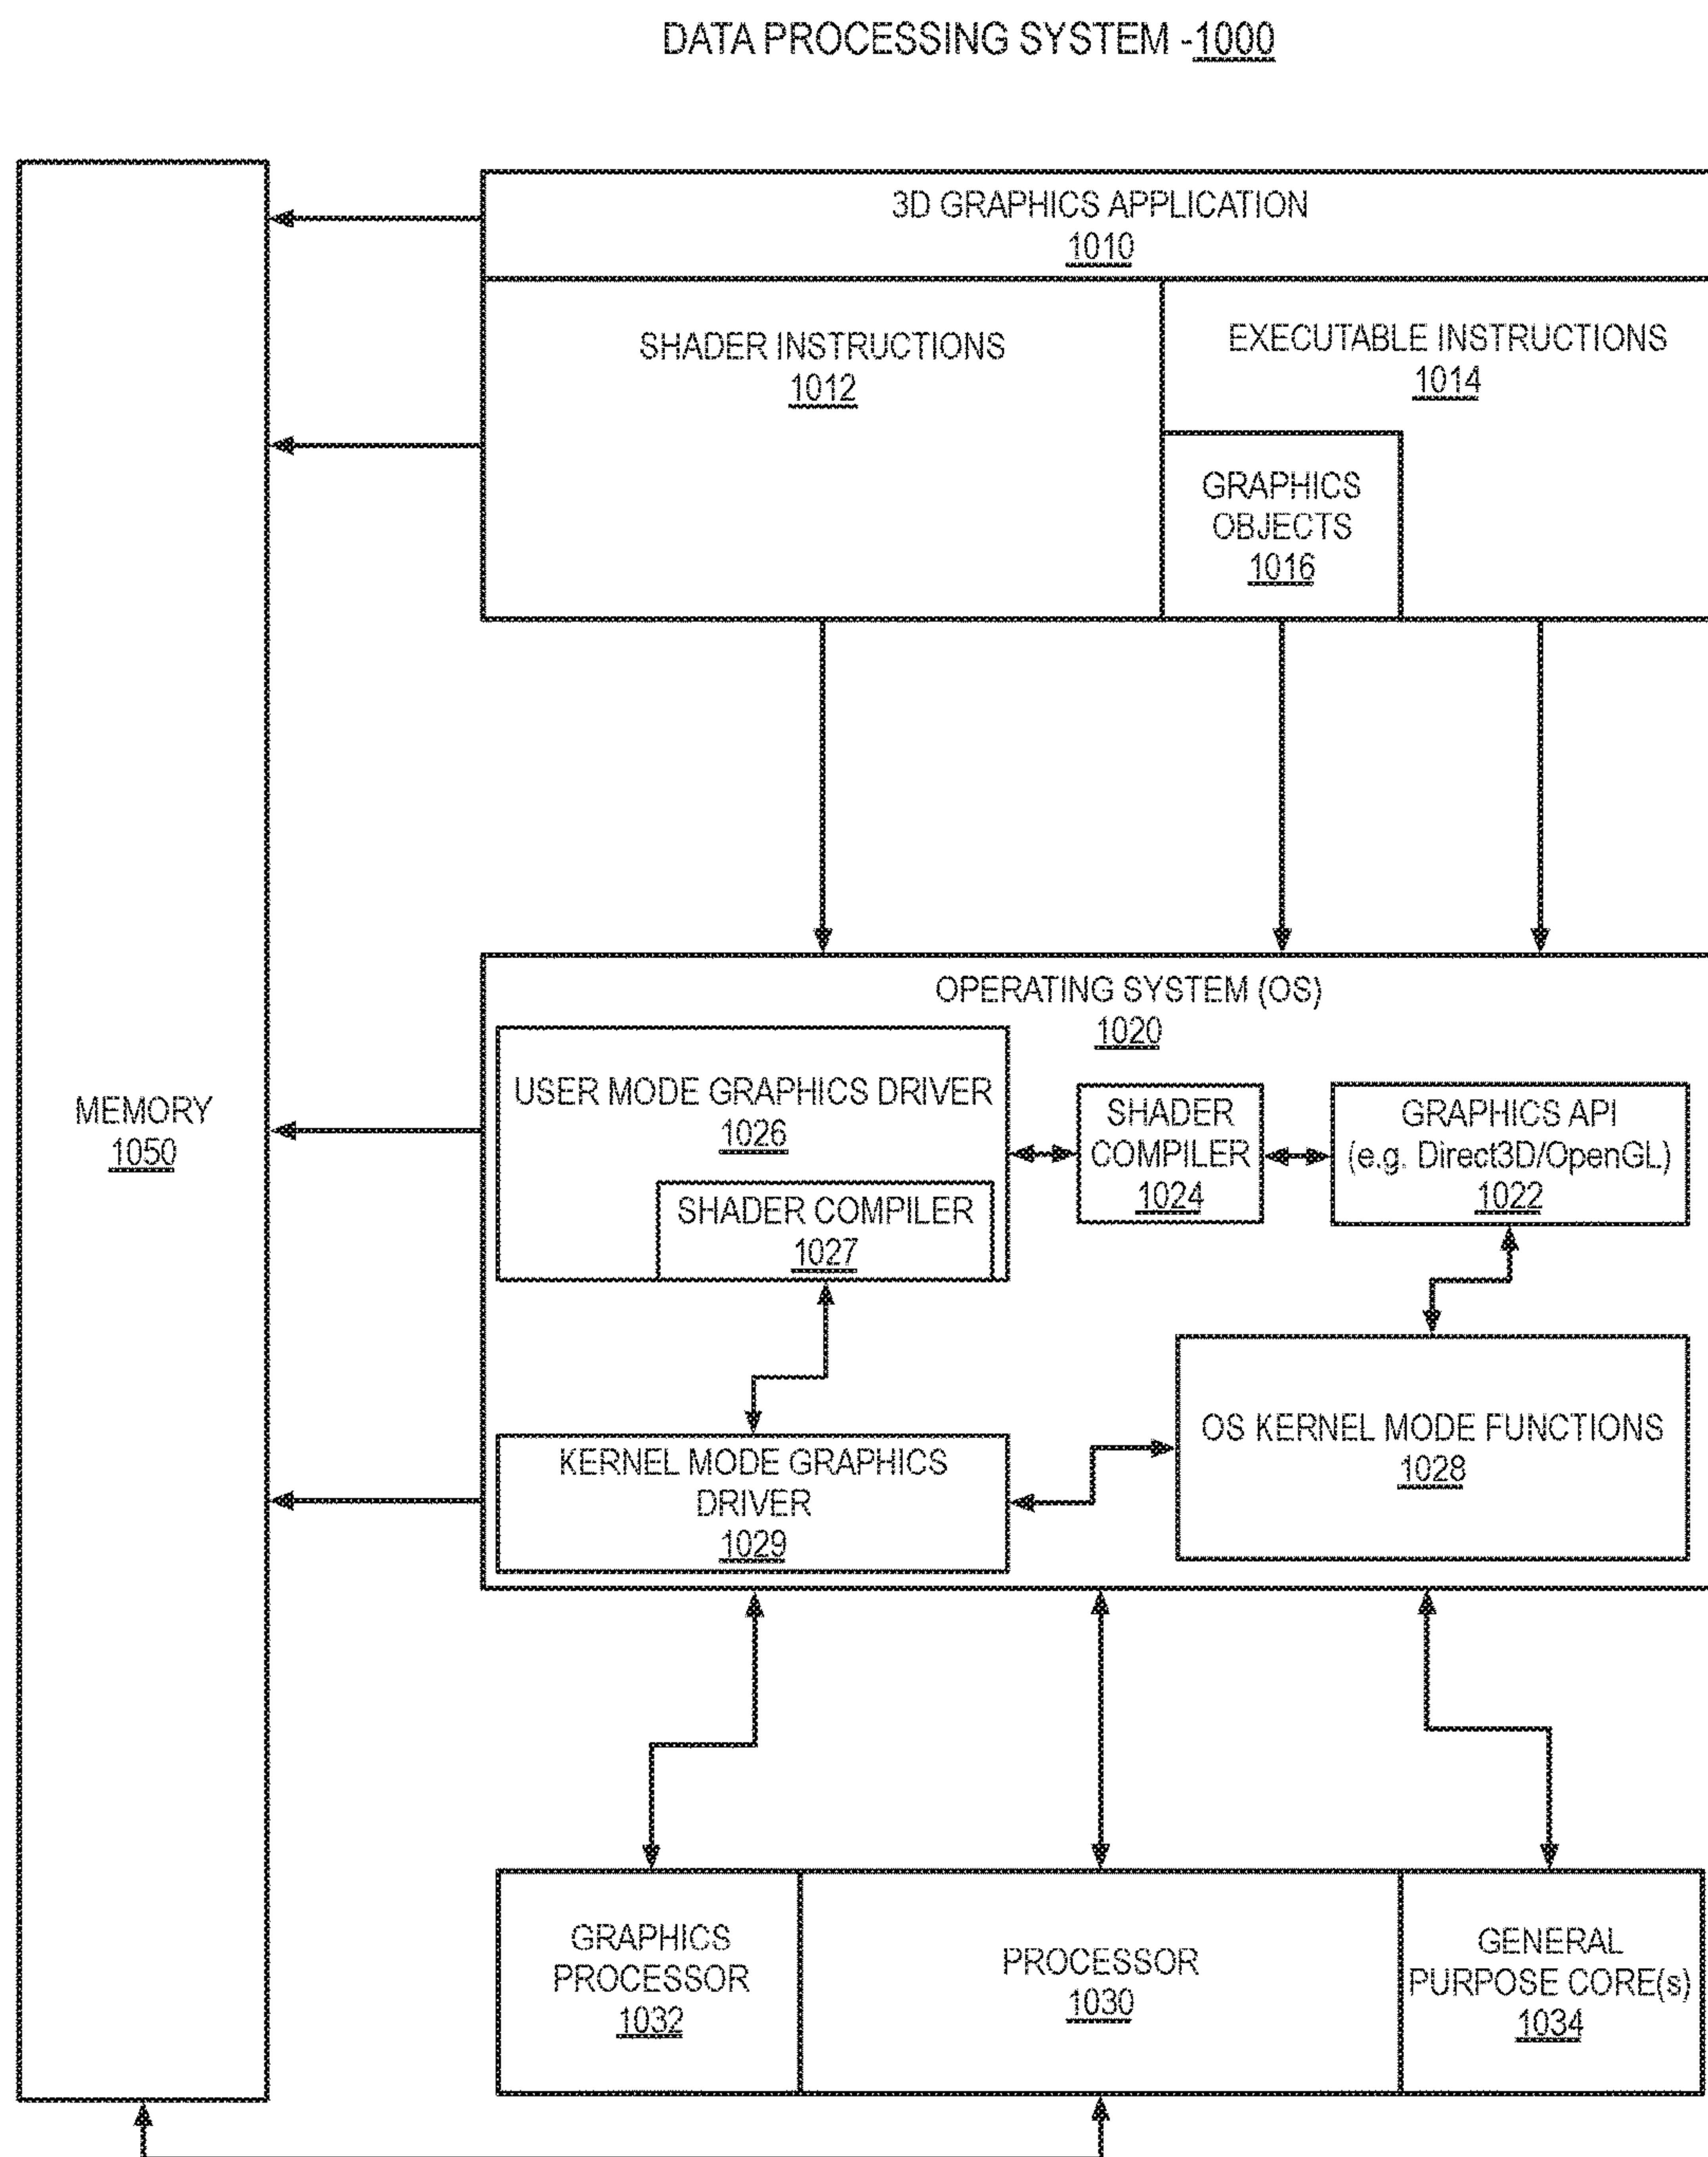 DATA PROCESSING SYSTEM -1000
3D GRAPHICS APPLICATION
1010
SHADER INSTRUCTIONS
1012
EXECUTABLE INSTRUCTIONS
1014
GRAPHICS
OBJECTS
1016
MEMORY
1050
OPERATING SYSTEM (OS)
1020
USER MODE GRAPHICS DRIVER
1026
SHADER COMPILER
1027
SHADER
COMPILER
1024
GRAPHICS API
(e.g. Direct3D/OpenGL)
1022
KERNEL MODE GRAPHICS
DRIVER
1029
OS KERNEL MODE FUNCTIONS
1028
GRAPHICS
PROCESSOR
1032
PROCESSOR
1030
GENERAL
PURPOSE CORE(s)
1034